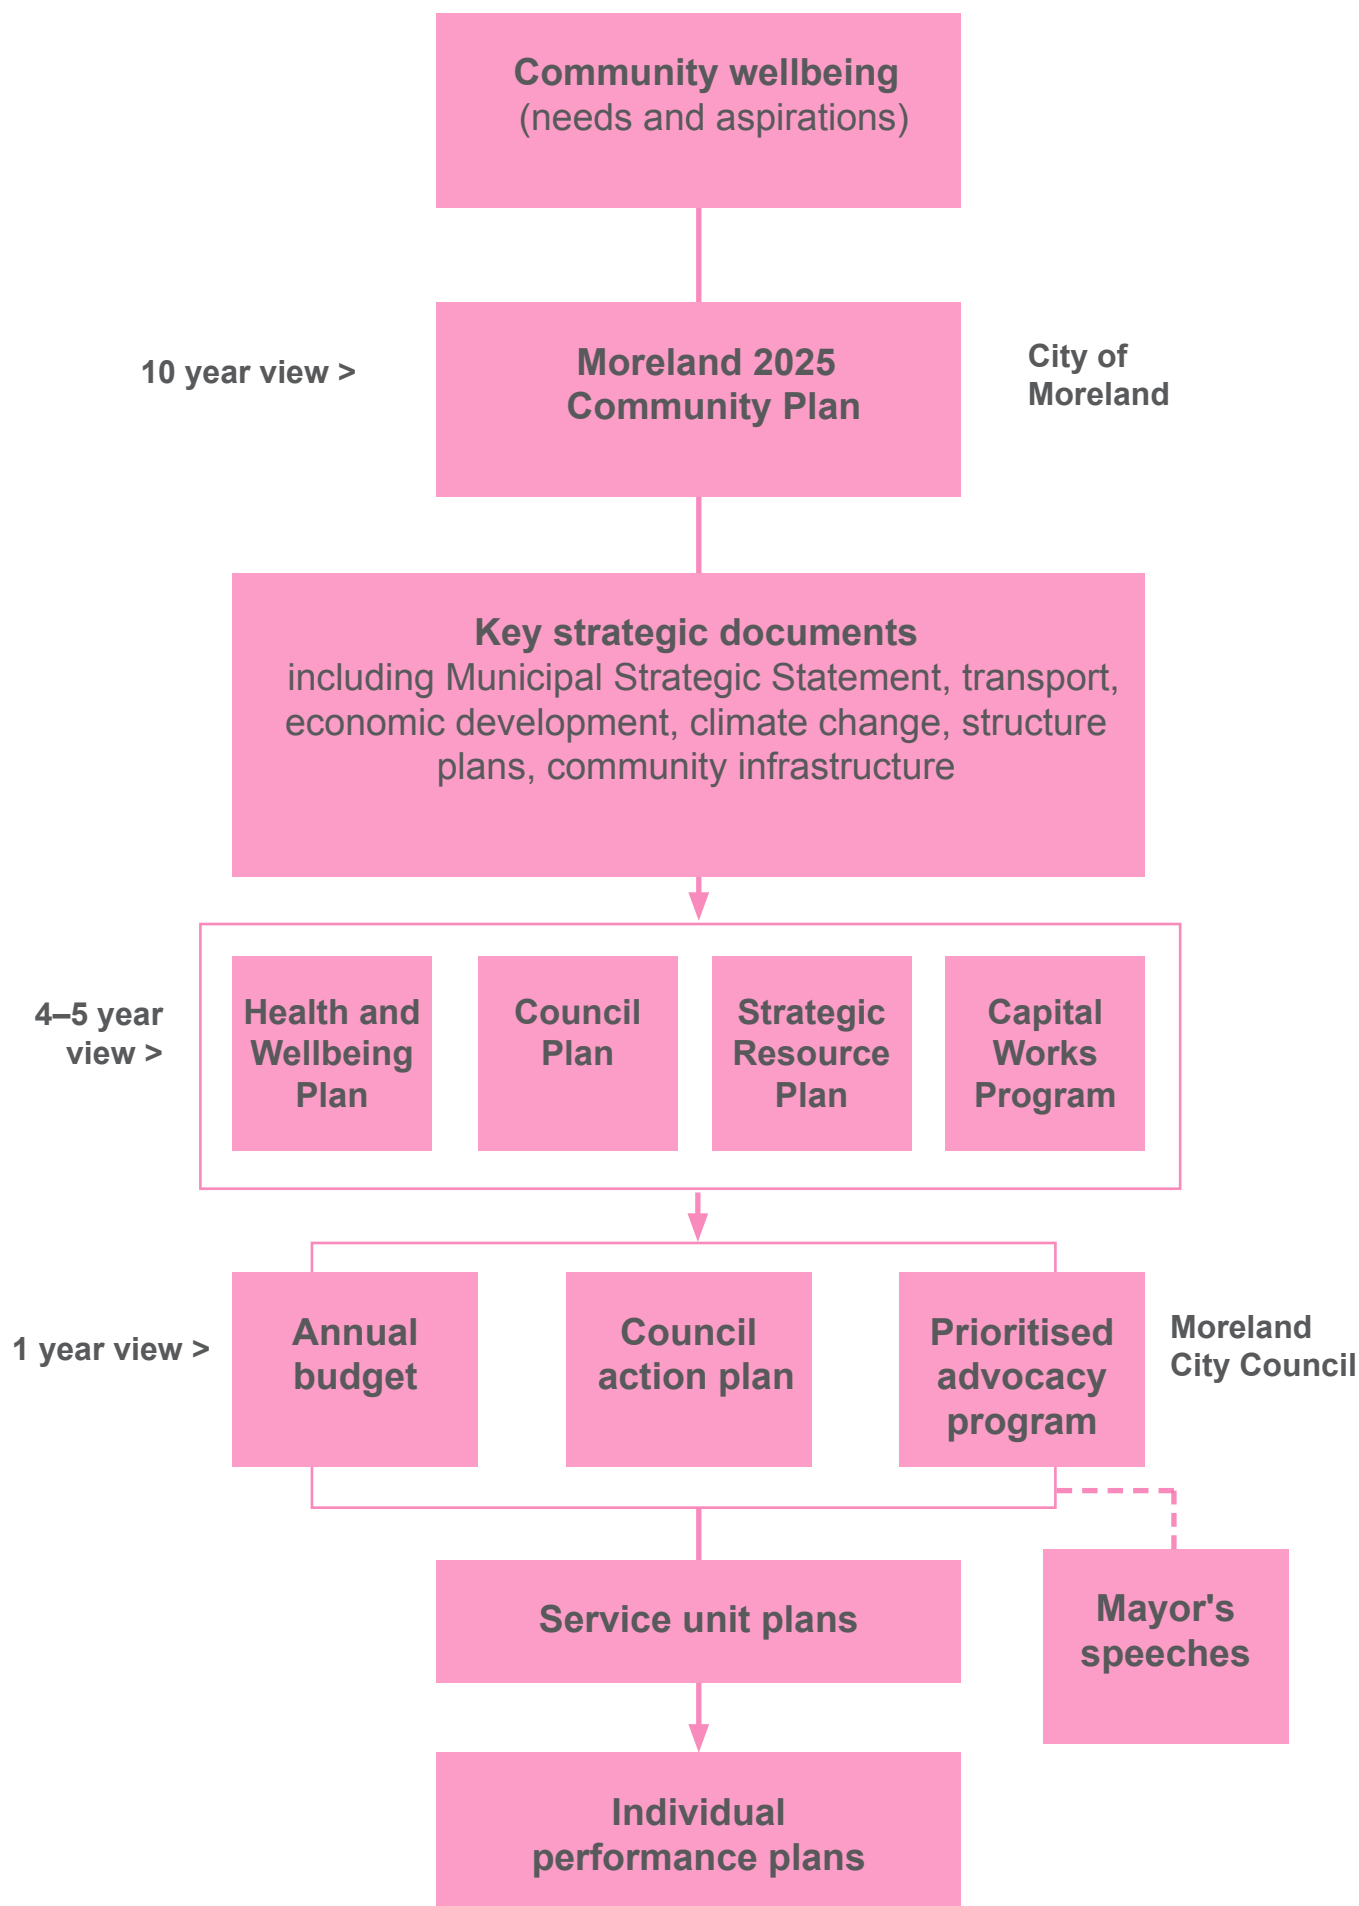 Community wellbeing
(needs and aspirations)
10 year view >
Moreland 2025
Community Plan
City of
Moreland
Key strategic documents
including Municipal Strategic Statement, transport,
economic development, climate change, structure
plans, community infrastructure
4–5 year
view >
Health and
Wellbeing
Plan
Council
Plan
Strategic
Resource
Plan
Capital
Works
Program
1 year view >
Annual
budget
Council
action plan
Prioritised
advocacy
program
Moreland
City Council
Service unit plans
Mayor's
speeches
Individual
performance plans